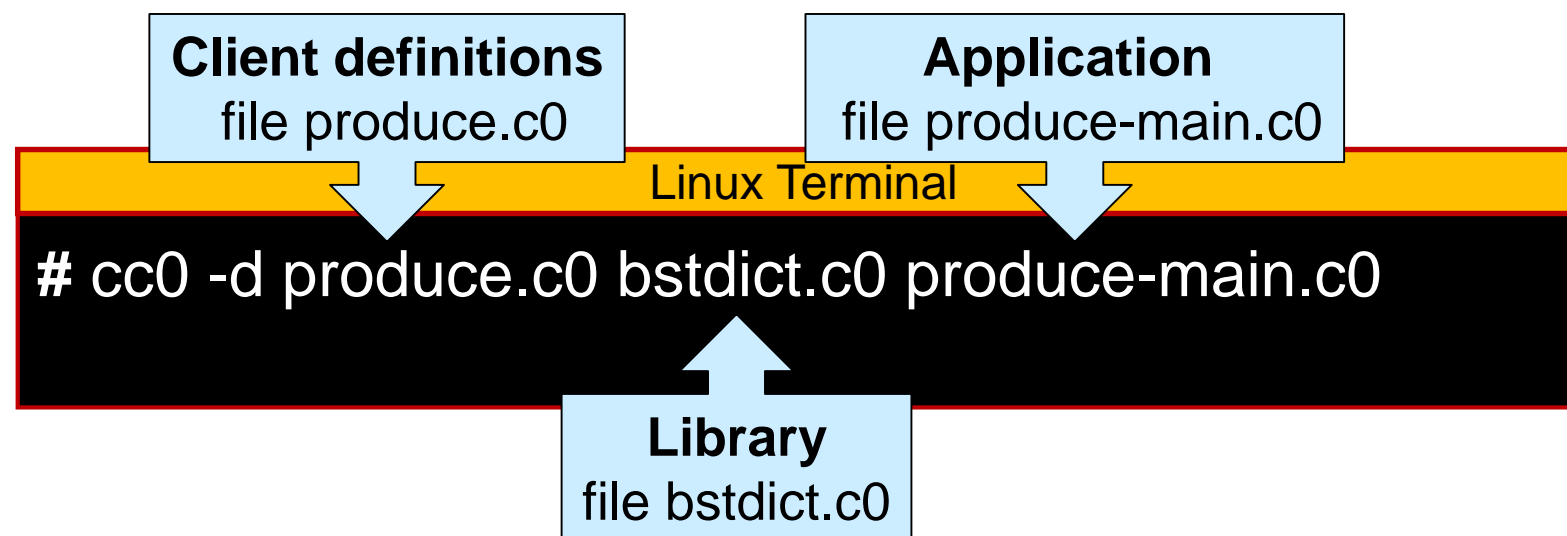 Client definitions
file produce.c0
Application
file produce-main.c0
Linux Terminal
# cc0 -d produce.c0 bstdict.c0 produce-main.c0
Library
file bstdict.c0